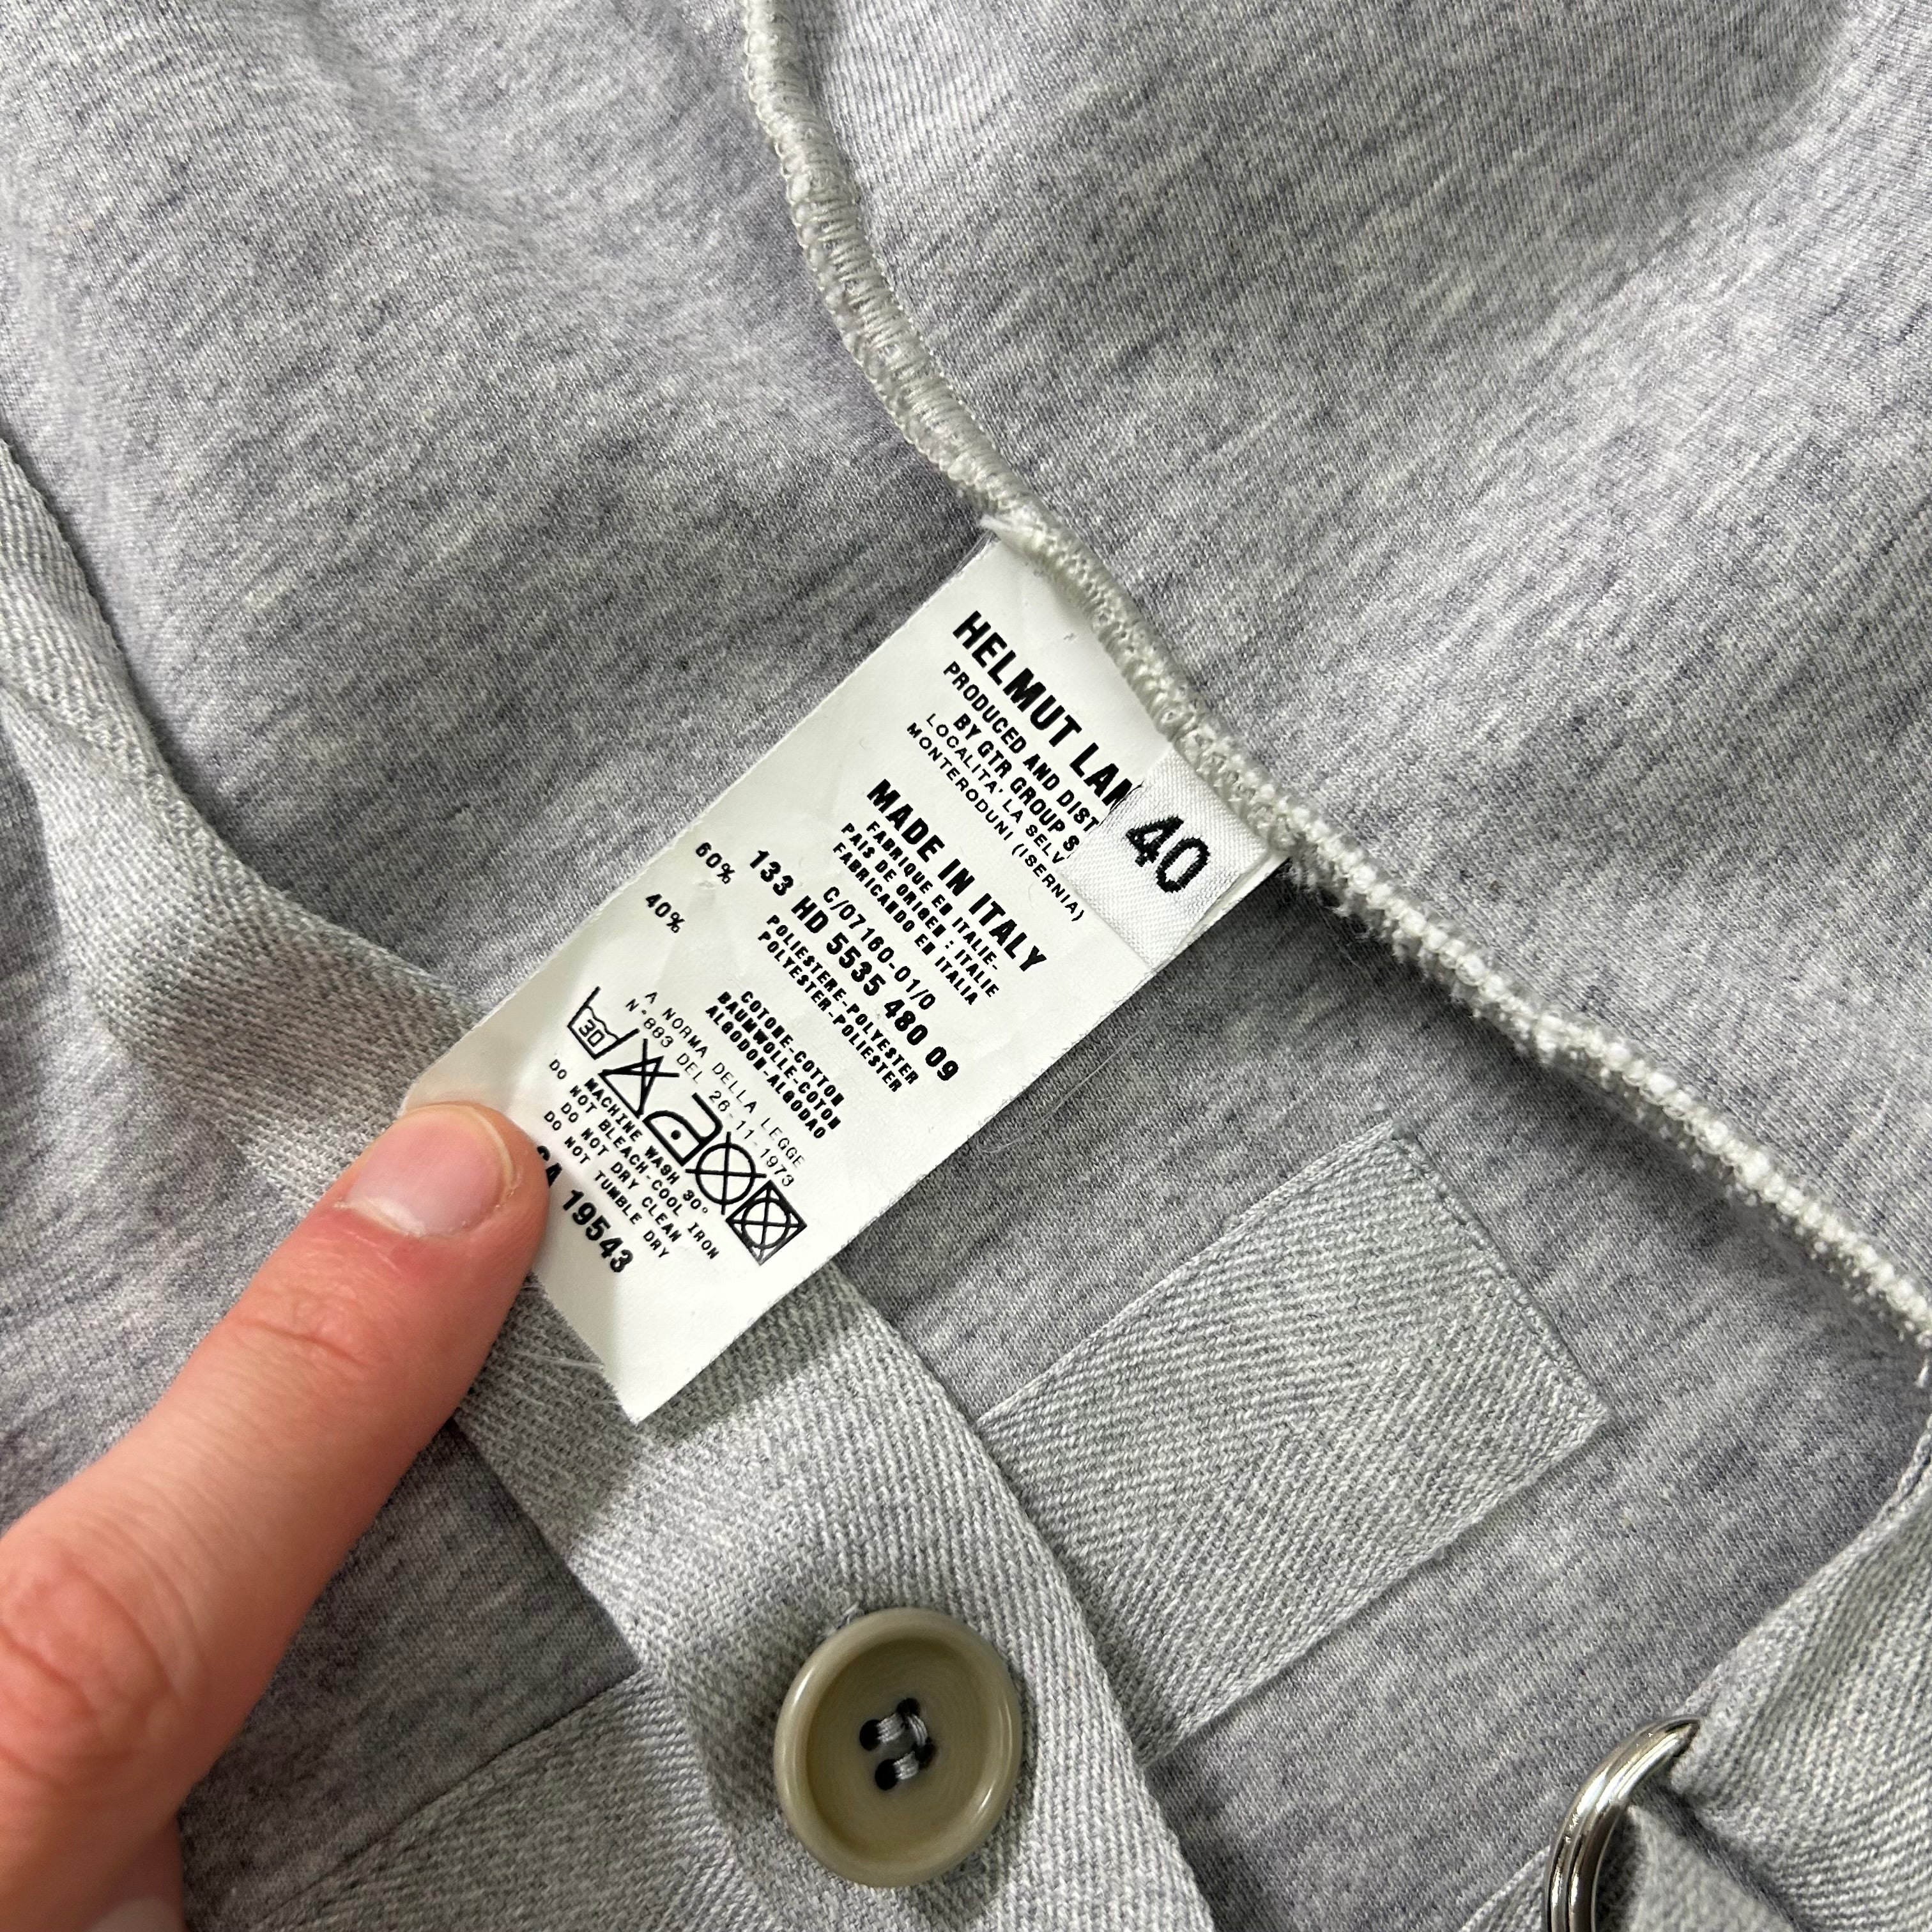 HELMUT LAN
PRODUCED AND DIST
BY GTR GROUP S
LOCALITA' LA SELV
MONTERODUNI (ISERNIA)
40
MADE IN ITALY
FABRIQUE EN ITALIE-
PAIS DE ORIGEN : ITALIE
FABRICANDO EN ITALIA
C/07160-01/0
133 HD 5535 480 09
60% POLIESTERE-POLYESTER
POLYESTER-POLIESTER
40% COTONE-COTTON
BAUMWOLLE-COTON
ALGODON-ALGODAO
A NORMA DELLA LEGGE
N°883 DEL 26-11-1973
30
MACHINE WASH 30°
DO NOT BLEACH-COOL IRON
DO NOT DRY CLEAN
DO NOT TUMBLE DRY
CA 19543